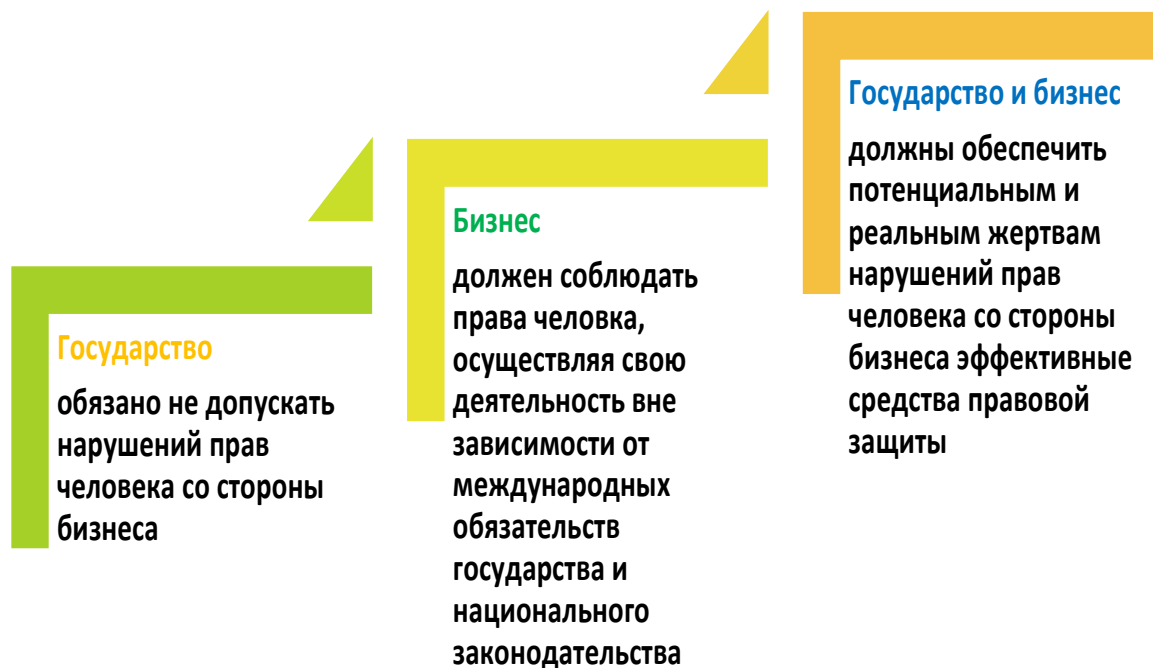 Государство
обязано не допускать
нарушений прав
человека со стороны
бизнеса
Бизнес
должен соблюдать
права человка,
осуществляя свою
деятельность вне
зависимости от
международных
обязательств
государства и
национального
законодательства
Государство и бизнес
должны обеспечить
потенциальным и
реальным жертвам
нарушений прав
человека со стороны
бизнеса эффективные
средства правовой
защиты